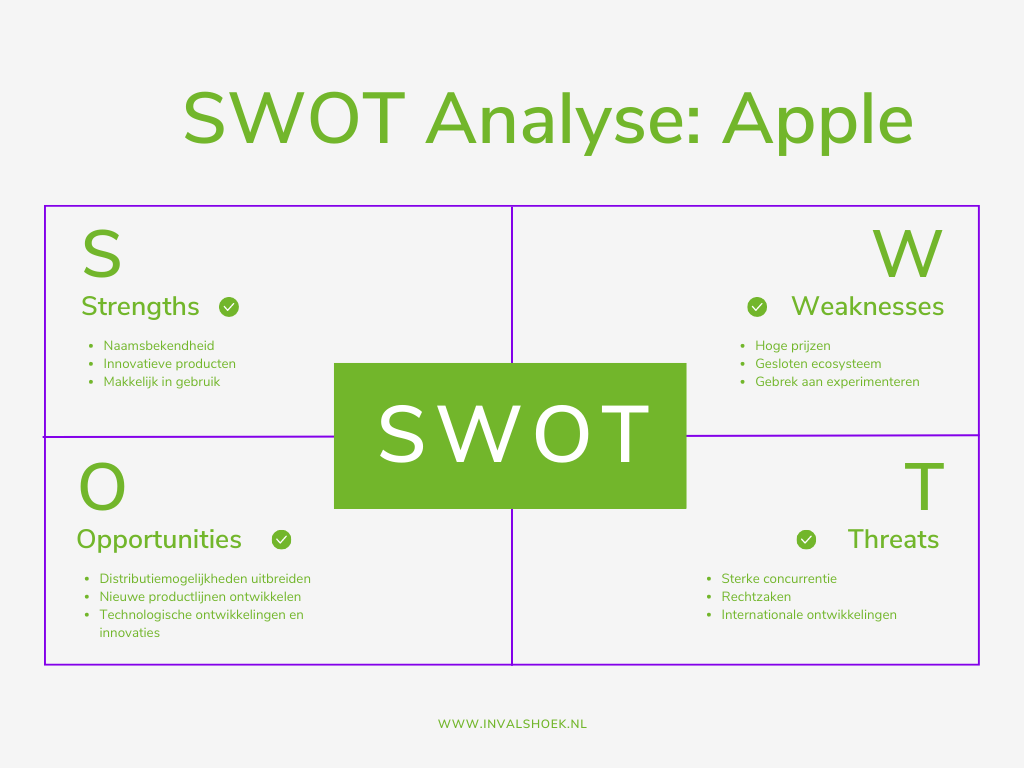 SWOT Analyse: Apple
S
Strengths
Naamsbekendheid
Innovatieve producten
Makkelijk in gebruik
W
Weaknesses
Hoge prijzen
Gesloten ecosysteem
Gebrek aan experimenteren
SWOT
O
Opportunities
Distributiemogelijkheden uitbreiden
Nieuwe productlijnen ontwikkelen
Technologische ontwikkelingen en
innovaties
T
Threats
Sterke concurrentie
Rechtzaken
Internationale ontwikkelingen
WWW.INVALSHOEK.NL